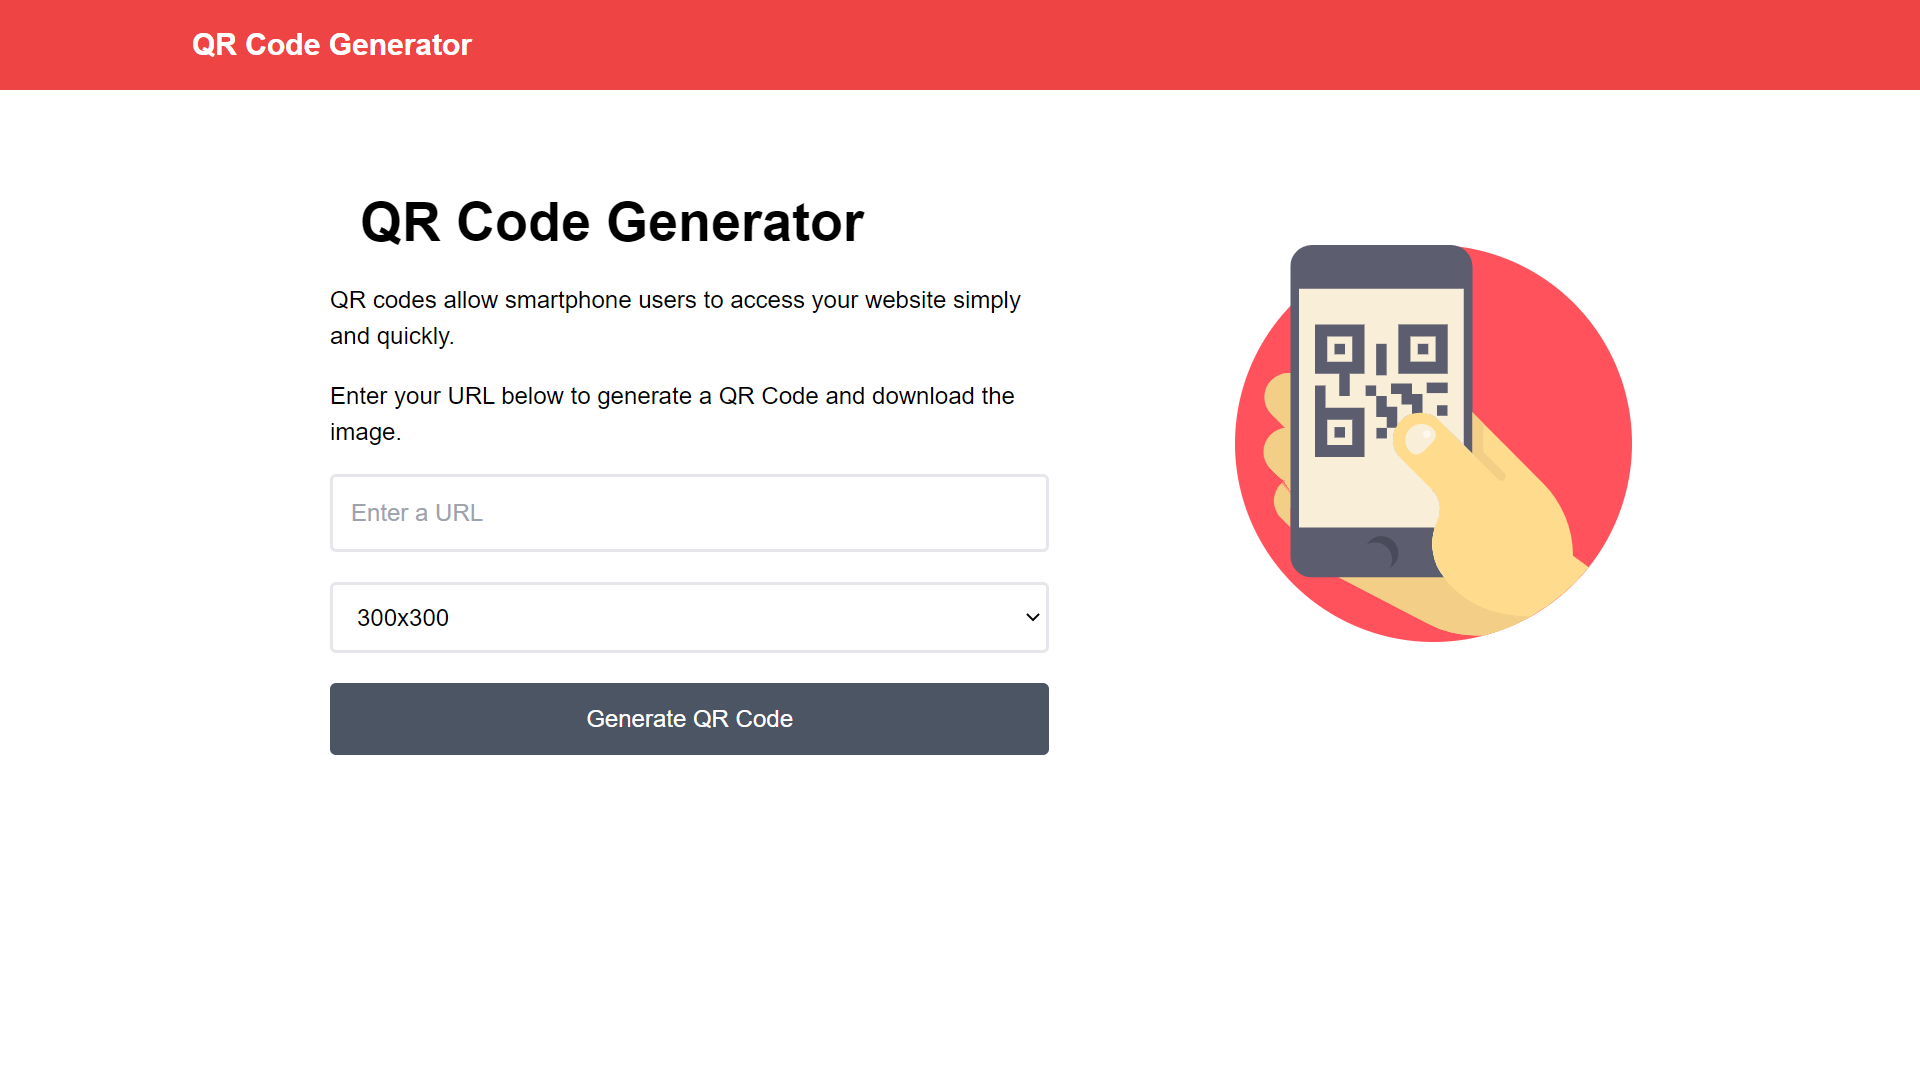 QR Code Generator
QR Code Generator
QR codes allow smartphone users to access your website simply
and quickly.
Enter your URL below to generate a QR Code and download the
image.
Enter a URL
300x300
Generate QR Code